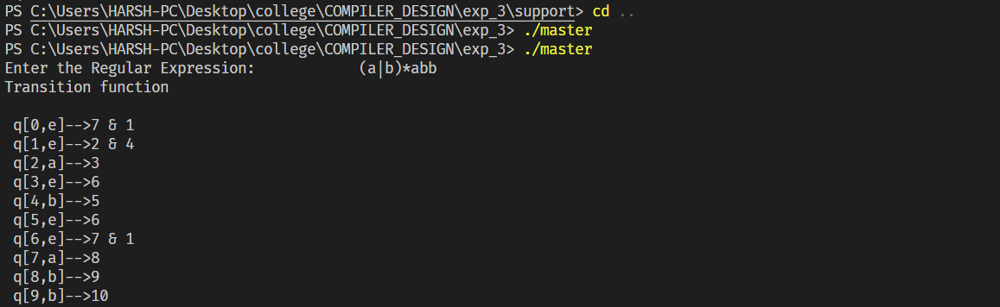 PS C:\Users\HARSH-PC\Desktop\college\COMPILER_DESIGN\exp_3\support> cd ..
PS C:\Users\HARSH-PC\Desktop\college\COMPILER_DESIGN\exp_3> ./master
PS C:\Users\HARSH-PC\Desktop\college\COMPILER_DESIGN\exp_3> ./master
Enter the Regular Expression:            (a|b)*abb
Transition function
q[0,e]-->7 & 1
q[1,e]-->2 & 4
q[2,a]-->3
q[3,e]-->6
q[4,b]-->5
q[5,e]-->6
q[6,e]-->7 & 1
q[7,a]-->8
q[8,b]-->9
q[9,b]-->10